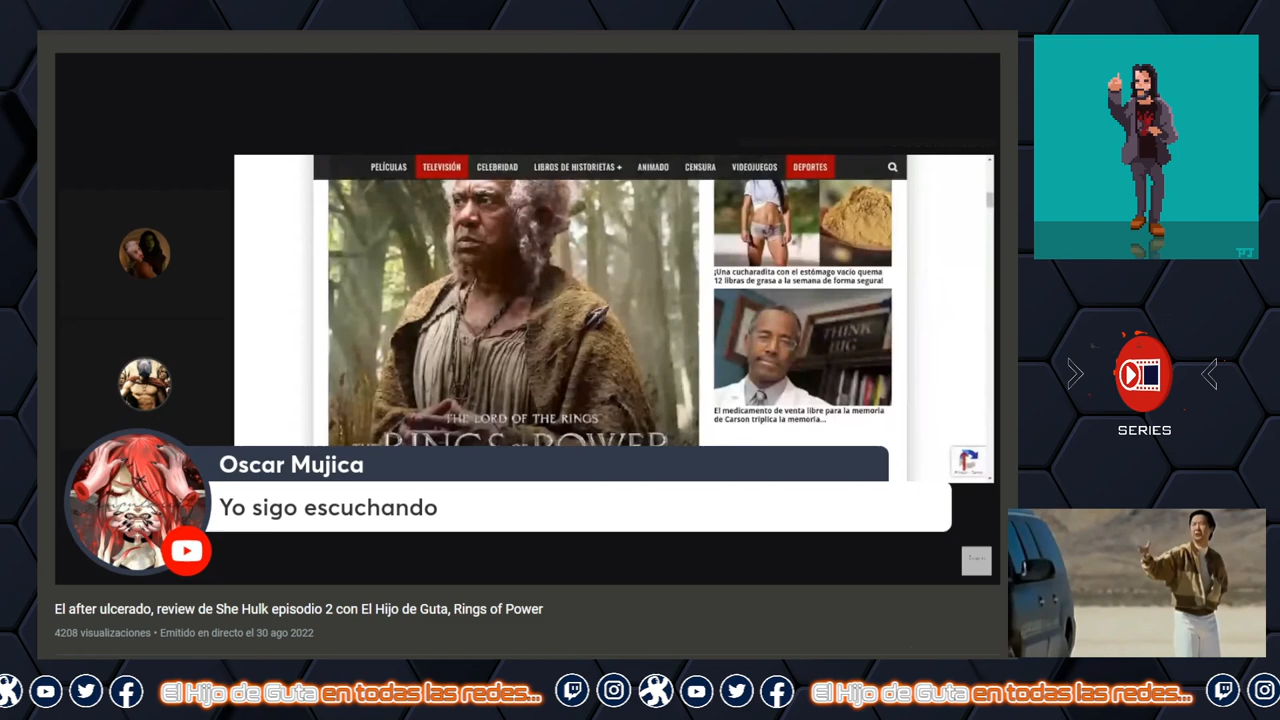 PELÍCULAS TELEVISIÓN CELEBRIDAD LIBROS DE HISTORIETAS + ANIMADO CENSURA VIDEOJUEGOS DEPORTES
¡Una cucharadita con el estómago vacío quema
12 libras de grasa a la semana de forma segura!
THINK
BIG
El medicamento de venta libre para la memoria
de Carson triplica la memoria...
THE LORD OF THE RINGS
RINGS OF POWER
Oscar Mujica
Yo sigo escuchando
El after ulcerado, review de She Hulk episodio 2 con El Hijo de Guta, Rings of Power
4208 visualizaciones • Emitido en directo el 30 ago 2022
SERIES
El Hijo de Guta en todas las redes...
El Hijo de Guta en todas las redes...